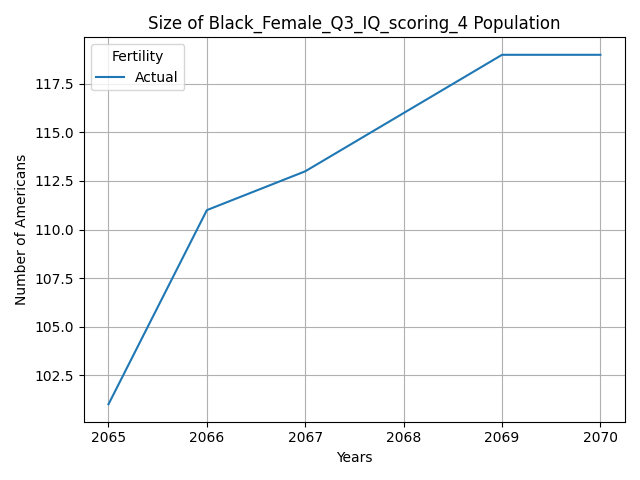 Size of Black_Female_Q3_IQ_scoring_4 Population
Fertility
Actual
117.5
115.0
112.5
110.0
107.5
105.0
102.5
Number of Americans
2065 2066 2067 2068 2069 2070
Years